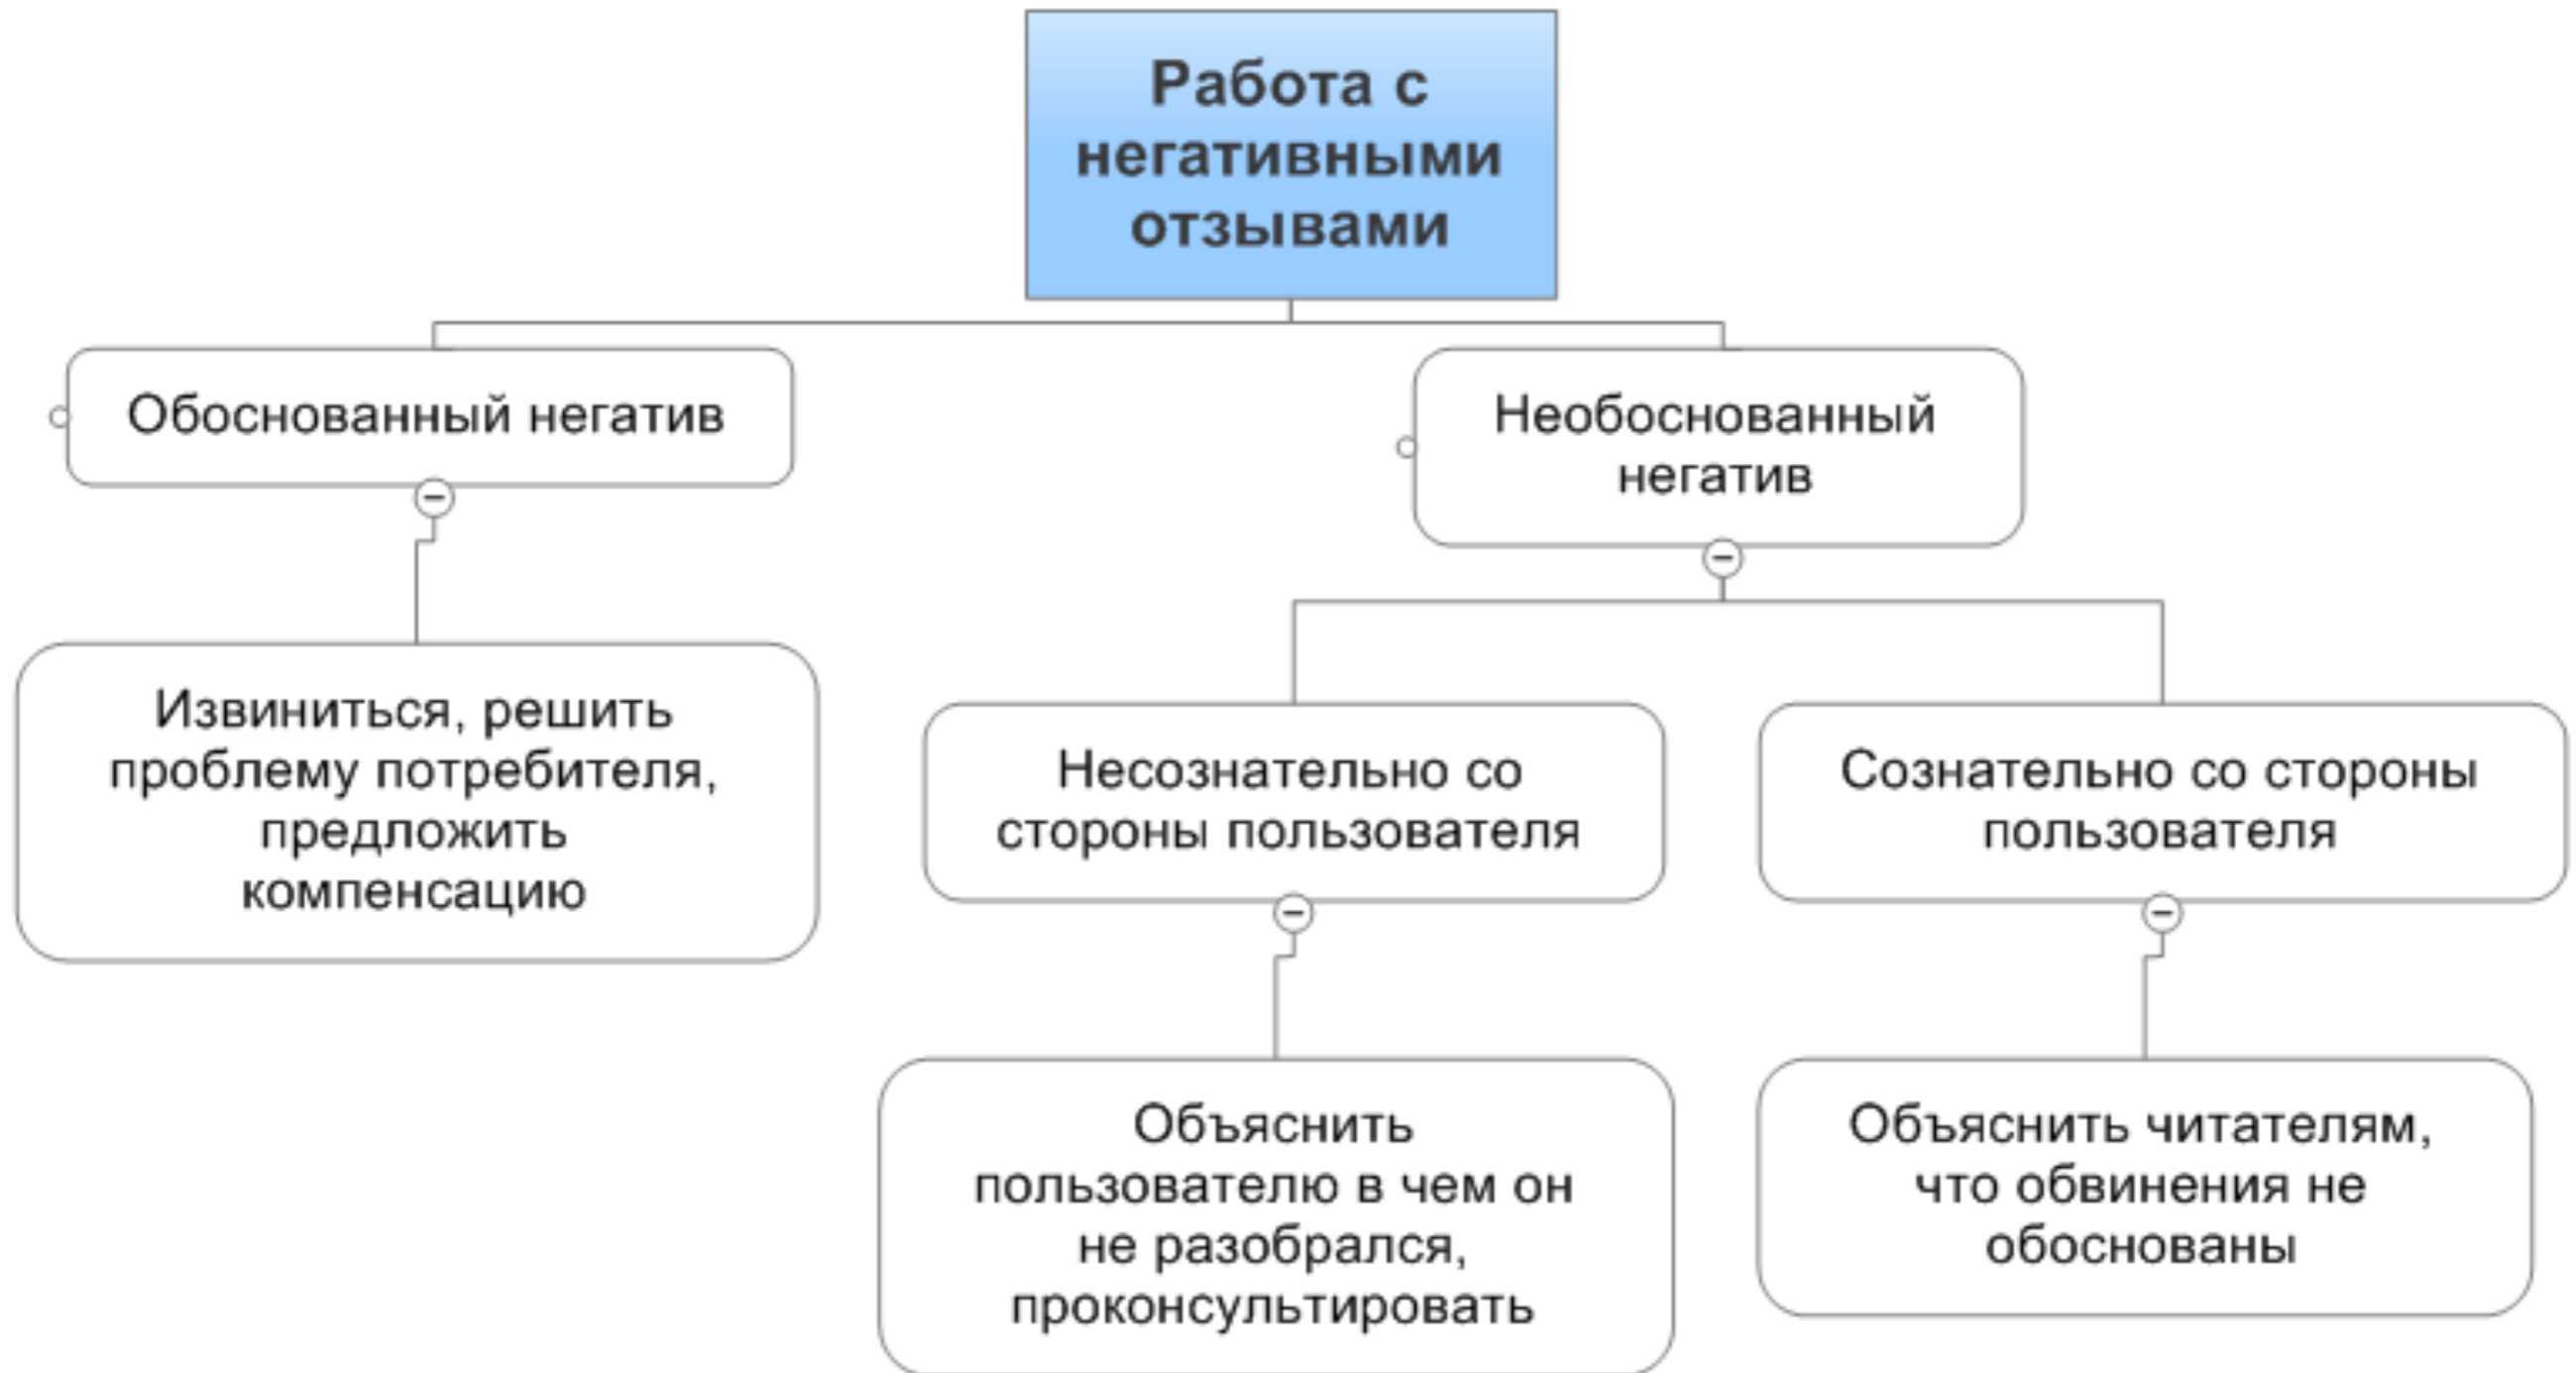 Работа с
негативными
отзывами
Обоснованный негатив
Необоснованный
негатив
Извиниться, решить
проблему потребителя,
предложить
компенсацию
Несознательно со
стороны пользователя
Сознательно со стороны
пользователя
Объяснить
пользователю в чем он
не разобрался,
проконсультировать
Объяснить читателям,
что обвинения не
обоснованы